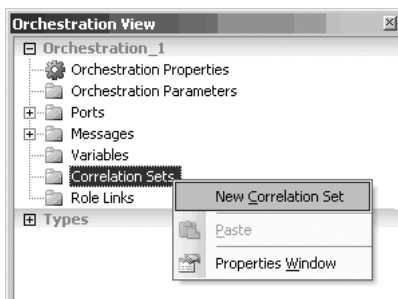 Orchestration View
Orchestration_1
Orchestration Properties
Orchestration Parameters
Ports
Messages
Variables
Correlation Sets
New Correlation Set
Role Links
Paste
Types
Properties Window